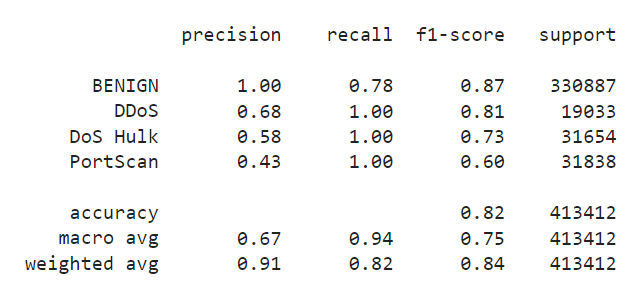 precision recall f1-score support
BENIGN 1.00 0.78 0.87 330887
DDoS 0.68 1.00 0.81 19033
DoS Hulk 0.58 1.00 0.73 31654
PortScan 0.43 1.00 0.60 31838
accuracy 0.82 413412
macro avg 0.67 0.94 0.75 413412
weighted avg 0.91 0.82 0.84 413412